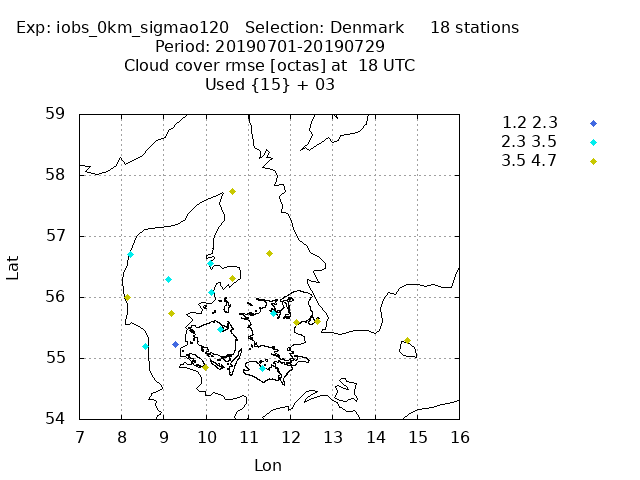 Exp: iobs_0km_sigmao120 Selection: Denmark 18 stations
Period: 20190701-20190729
Cloud cover rmse [octas] at 18 UTC
Used {15} + 03
1.2 2.3
2.3 3.5
3.5 4.7
59
58
57
56
55
54
Lat
7 8 9 10 11 12 13 14 15 16
Lon